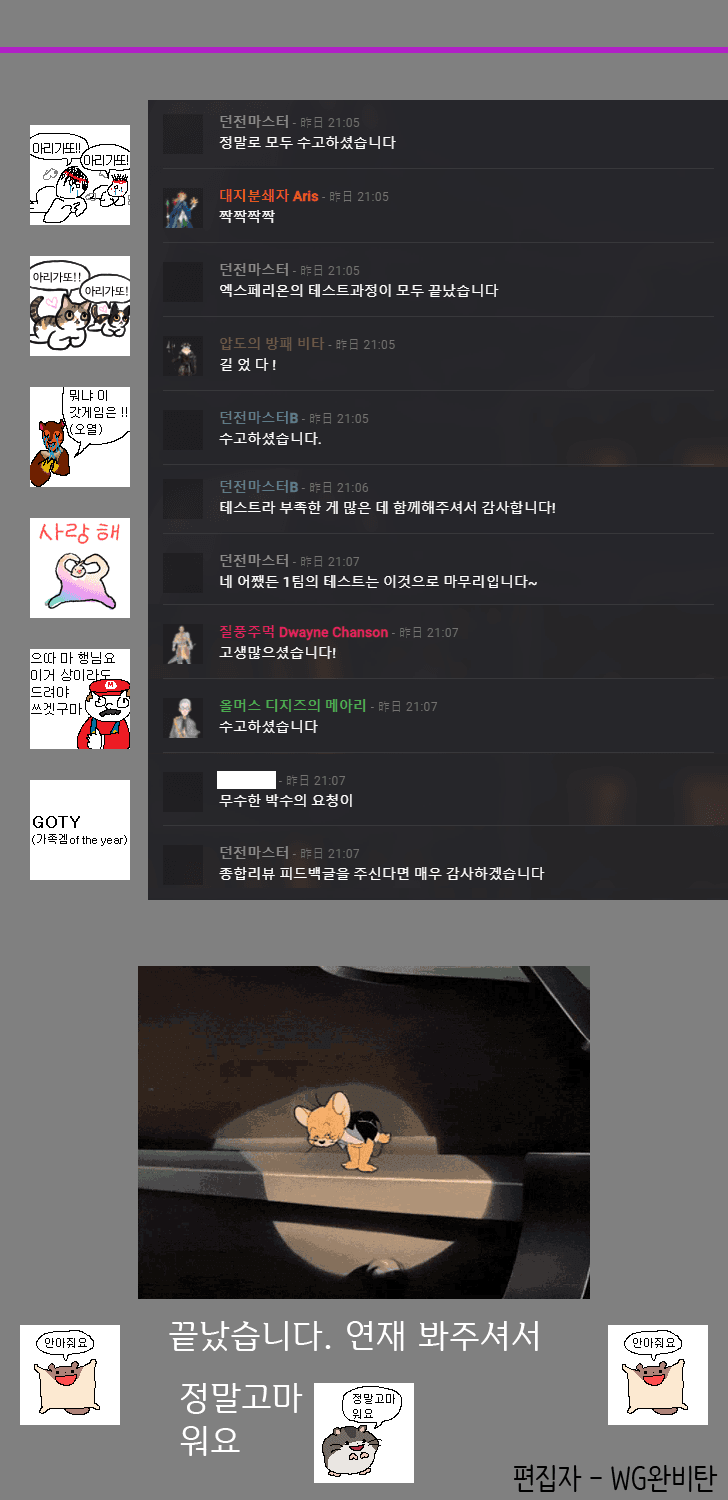 아리가또!!
아리가또!
아리가또!!
아리가또!
뭐냐 이
갓게임은 !!
(오열)
사랑해
으따 마 행님요
이거 상이라도
드려야
쓰겟구마
GOTY
(가족겜of the year)
던전마스터 - 昨日 21:05
정말로 모두 수고하셨습니다
대지분쇄자 Aris - 昨日 21:05
짝짝짝짝
던전마스터 - 昨日 21:05
엑스페리온의 테스트과정이 모두 끝났습니다
압도의 방패 비타 - 昨日 21:05
길 었 다 !
던전마스터B - 昨日 21:05
수고하셨습니다.
던전마스터B - 昨日 21:06
테스트라 부족한 게 많은 데 함께해주셔서 감사합니다!
던전마스터 - 昨日 21:07
네 어쨌든 1팀의 테스트는 이것으로 마무리입니다~
질풍주먹 Dwayne Chanson - 昨日 21:07
고생많으셨습니다!
올머스 디지즈의 메아리 - 昨日 21:07
수고하셨습니다
- 昨日 21:07
무수한 박수의 요청이
던전마스터 - 昨日 21:07
종합리뷰 피드백글을 주신다면 매우 감사하겠습니다
끝났습니다. 연재 봐주셔서
안아줘요
안아줘요
정말고마
워요
정말고마
워요
편집자 - WG완비탄